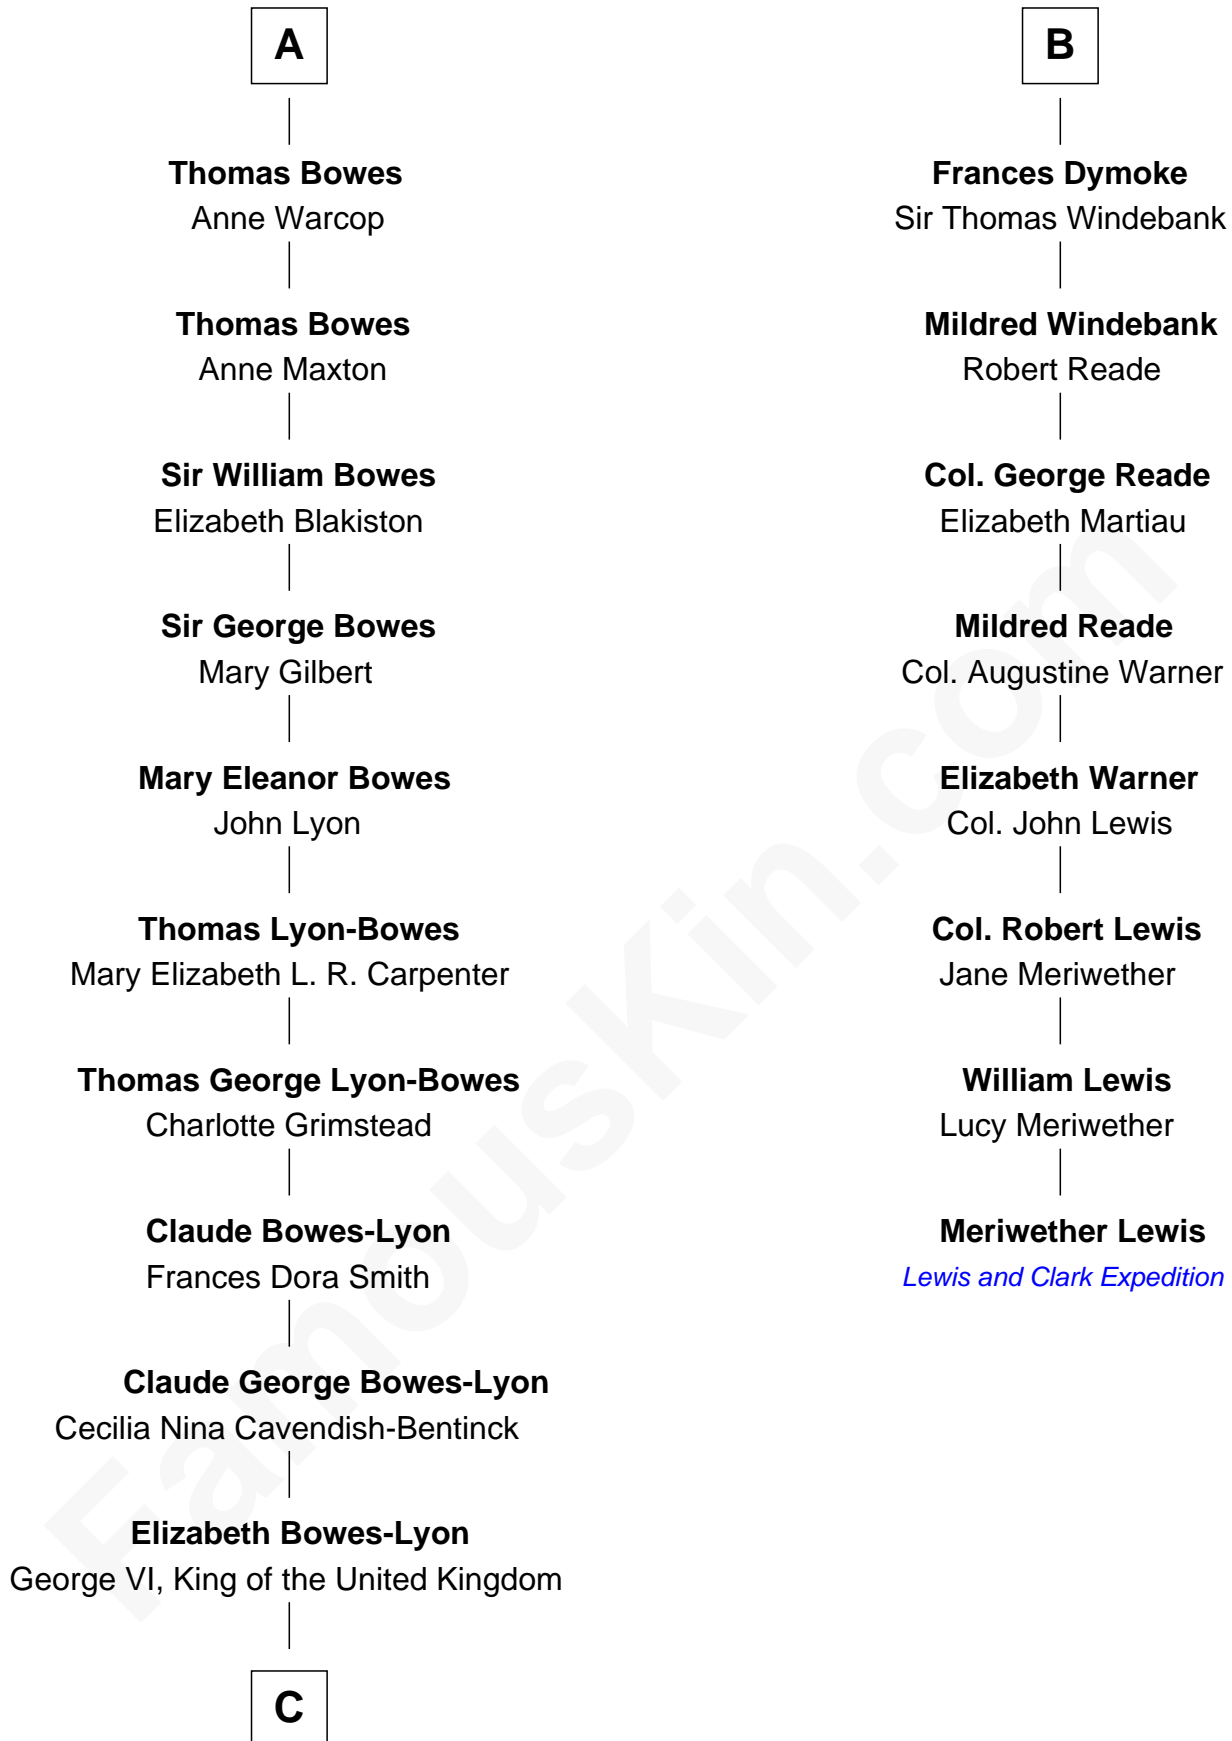 A
Thomas Bowes
Anne Warcop
Thomas Bowes
Anne Maxton
Sir William Bowes
Elizabeth Blakiston
Sir George Bowes
Mary Gilbert
Mary Eleanor Bowes
John Lyon
Thomas Lyon-Bowes
Mary Elizabeth L. R. Carpenter
Thomas George Lyon-Bowes
Charlotte Grimstead
Claude Bowes-Lyon
Frances Dora Smith
Claude George Bowes-Lyon
Cecilia Nina Cavendish-Bentinck
Elizabeth Bowes-Lyon
George VI, King of the United Kingdom
C
B
Frances Dymoke
Sir Thomas Windebank
Mildred Windebank
Robert Reade
Col. George Reade
Elizabeth Martiau
Mildred Reade
Col. Augustine Warner
Elizabeth Warner
Col. John Lewis
Col. Robert Lewis
Jane Meriwether
William Lewis
Lucy Meriwether
Meriwether Lewis
Lewis and Clark Expedition
FamousKin.com